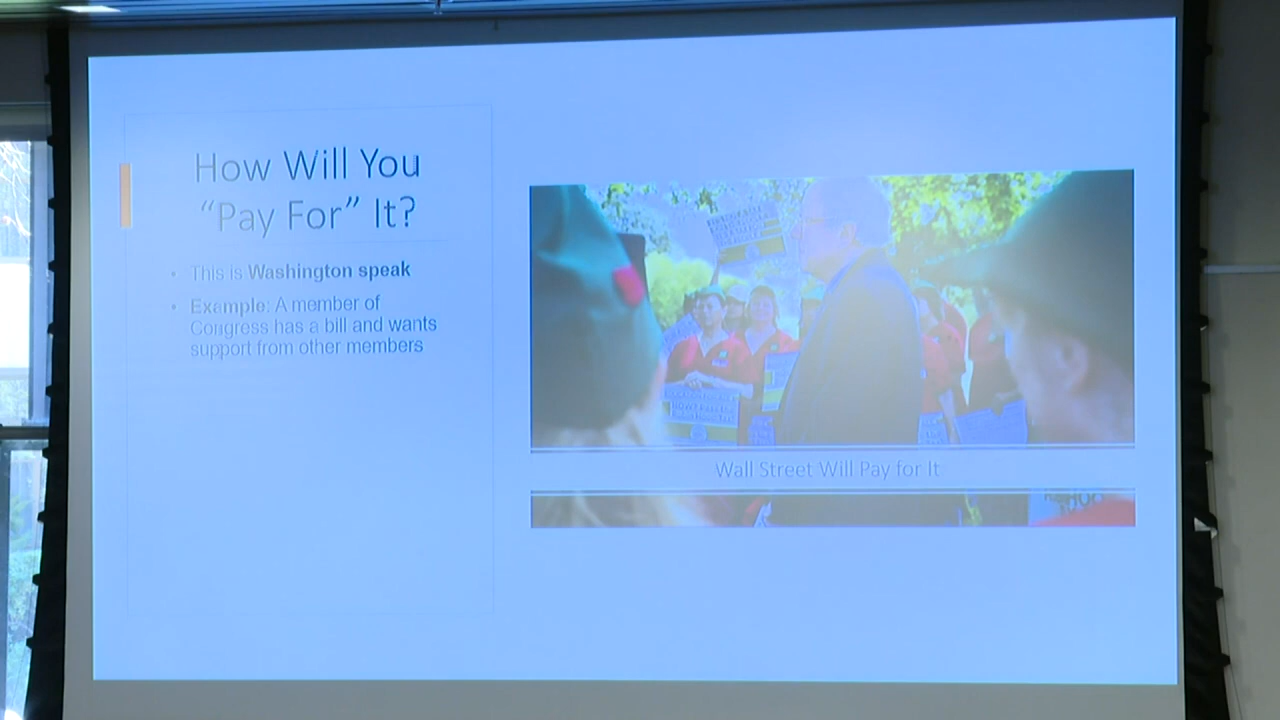 How Will You
“Pay For” It?
• This is Washington speak
• Example: A member of
Congress has a bill and wants
support from other members
Wall Street Will Pay for It